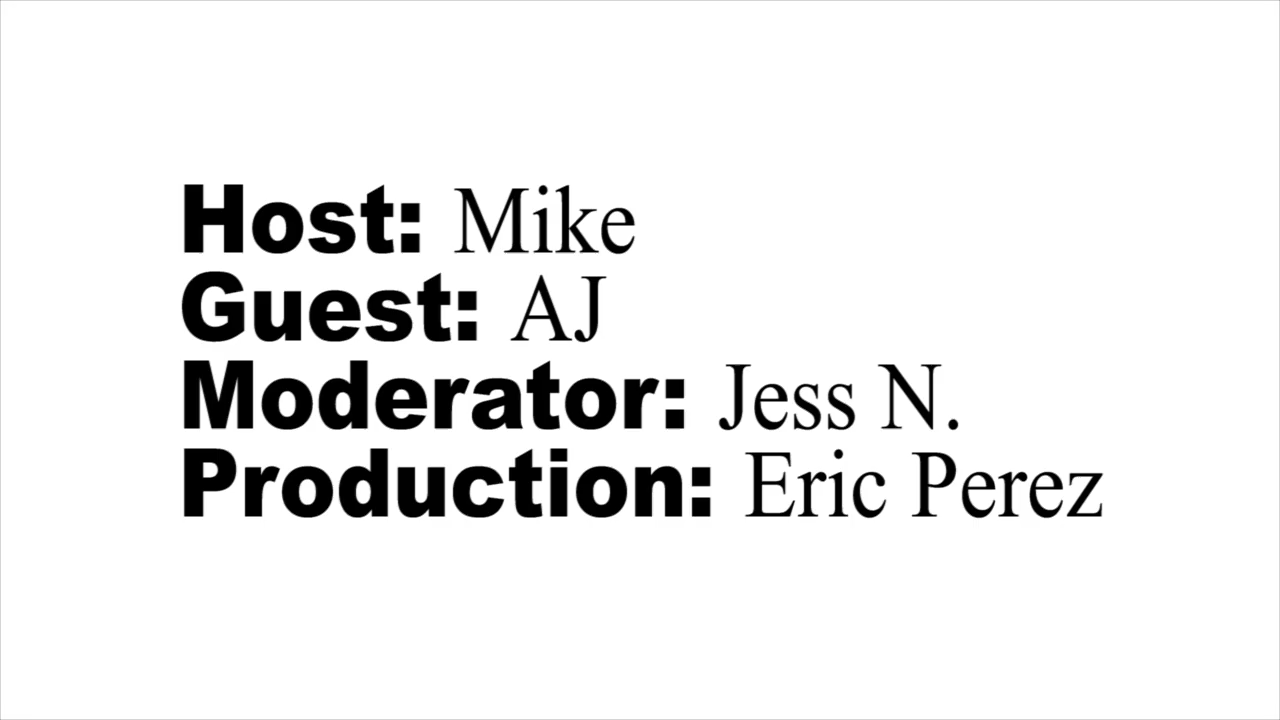 Host: Mike
Guest: AJ
Moderator: Jess N.
Production: Eric Perez